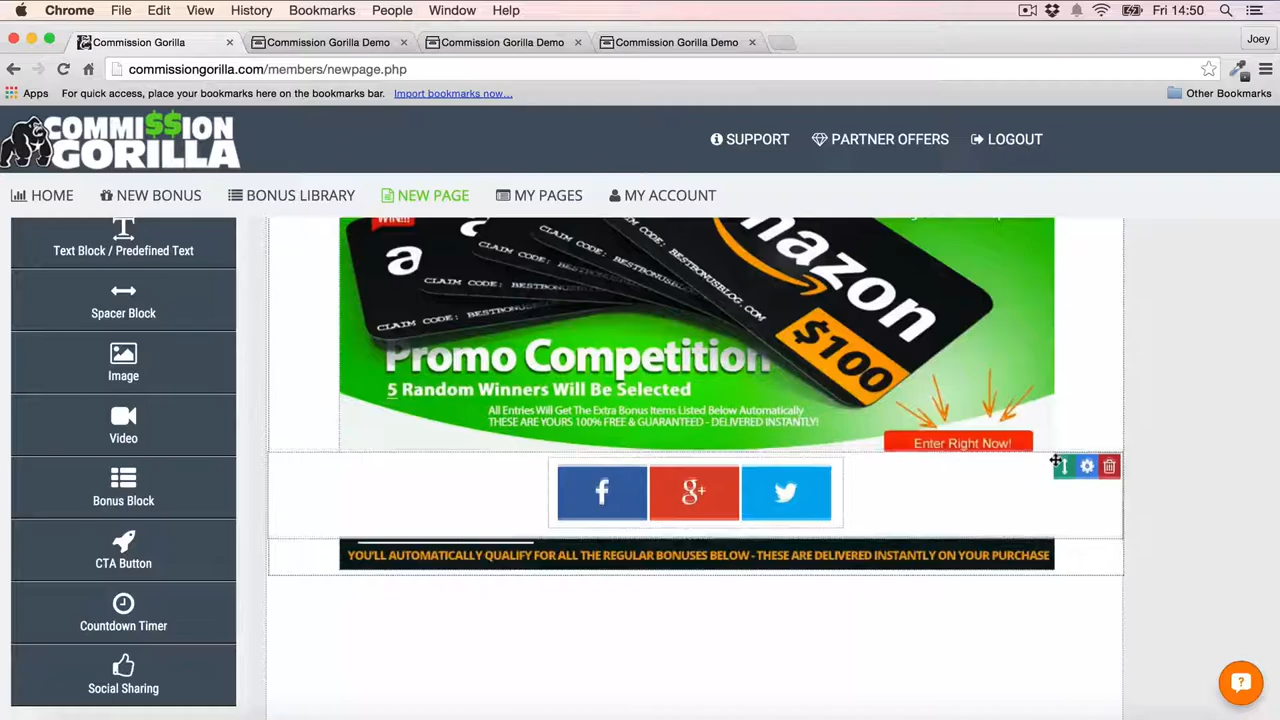 Chrome File Edit View History Bookmarks People Window Help Fri 14:50
Commission Gorilla Commission Gorilla Demo Commission Gorilla Demo Commission Gorilla Demo Joey
commissiongorilla.com/members/newpage.php
Apps For quick access, place your bookmarks here on the bookmarks bar. Import bookmarks now... Other Bookmarks
COMMI$$ION
GORILLA
SUPPORT PARTNER OFFERS LOGOUT
HOME NEW BONUS BONUS LIBRARY NEW PAGE MY PAGES MY ACCOUNT
Text Block / Predefined Text
Spacer Block
Image
Video
Bonus Block
CTA Button
Countdown Timer
Social Sharing
WIN!!!
amazon
$100
CLAIM CODE: BESTBONUSBLOG.COM
CLAIM CODE: BESTBONUS
CLAIM CODE: BESTBON
Promo Competition
5 Random Winners Will Be Selected
All Entries Will Get The Extra Bonus Items Listed Below Automatically
THESE ARE YOURS 100% FREE & GUARANTEED - DELIVERED INSTANTLY!
Enter Right Now!
f g+
YOU'LL AUTOMATICALLY QUALIFY FOR ALL THE REGULAR BONUSES BELOW - THESE ARE DELIVERED INSTANTLY ON YOUR PURCHASE